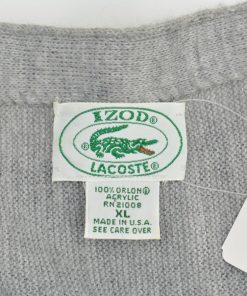 IZOD®
LACOSTE®
100% ORLON®
ACRYLIC
RN 21008
XL
MADE IN U.S.A.
SEE CARE OVER